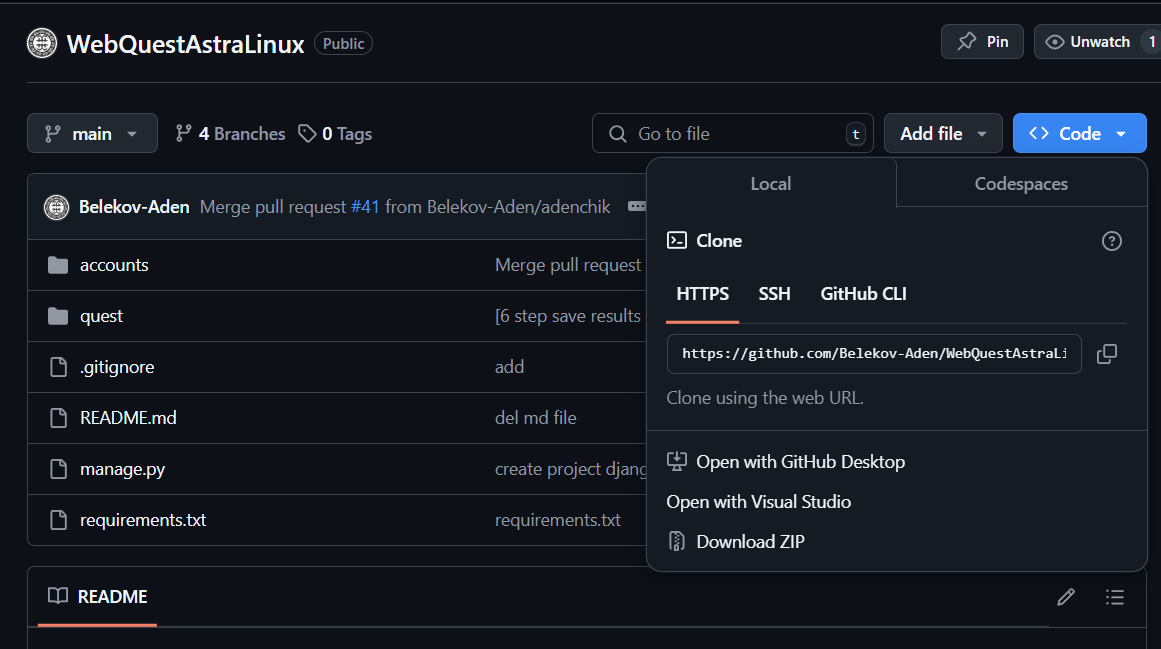 WebQuestAstraLinux Public Pin Unwatch 1
main 4 Branches 0 Tags Go to file t Add file Code
Local Codespaces
Belekov-Aden Merge pull request #41 from Belekov-Aden/adenchik
Clone
accounts Merge pull request
HTTPS SSH GitHub CLI
quest [6 step save results
https://github.com/Belekov-Aden/WebQuestAstraLi
.gitignore add
Clone using the web URL.
README.md del md file
Open with GitHub Desktop
manage.py create project djang
Open with Visual Studio
requirements.txt requirements.txt
Download ZIP
README